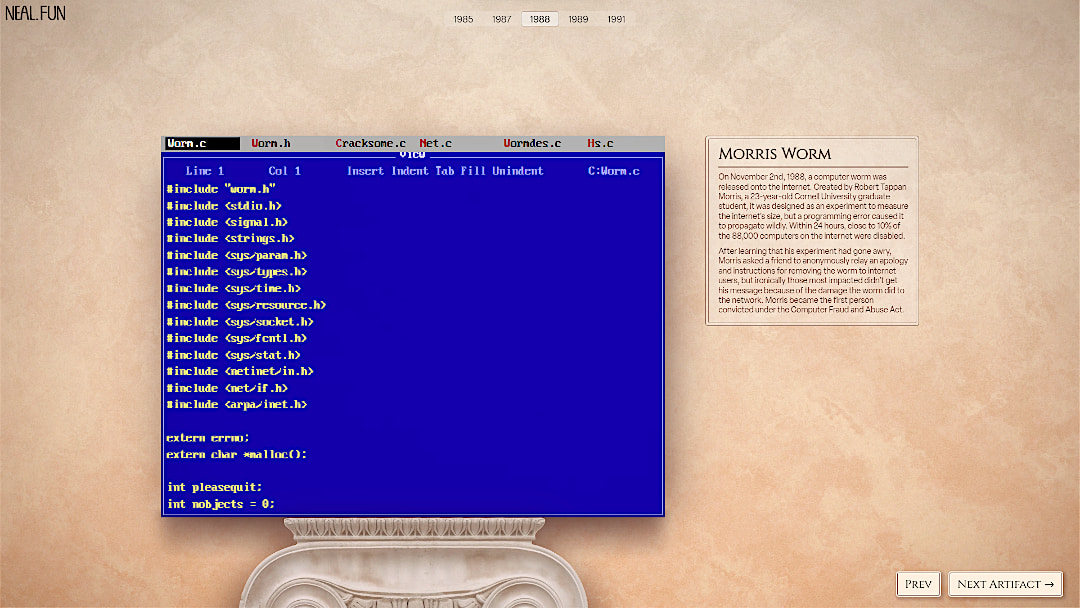 NEAL.FUN
1985 1987 1988 1989 1991
Worm.c Worm.h Cracksome.c Net.c Wormdes.c Hs.c
Line 1 Col 1 Insert Indent Tab Fill Unindent C:Worm.c
#include "worm.h"
#include <stdio.h>
#include <signal.h>
#include <strings.h>
#include <sys/param.h>
#include <sys/types.h>
#include <sys/time.h>
#include <sys/resource.h>
#include <sys/socket.h>
#include <sys/fcntl.h>
#include <sys/stat.h>
#include <netinet/in.h>
#include <net/if.h>
#include <arpa/inet.h>
extern errno;
extern char *malloc();
int pleasequit;
int nobjects = 0;
MORRIS WORM
On November 2nd, 1988, a computer worm was
released onto the internet. Created by Robert Tappan
Morris, a 23-year-old Cornell University graduate
student, it was designed as an experiment to measure
the internet's size, but a programming error caused it
to propagate wildly. Within 24 hours, close to 10% of
the 88,000 computers on the internet were disabled.
After learning that his experiment had gone awry,
Morris asked a friend to anonymously relay an apology
and instructions for removing the worm to internet
users, but ironically those most impacted didn't get
his message because of the damage the worm did to
the network. Morris became the first person
convicted under the Computer Fraud and Abuse Act.
PREV NEXT ARTIFACT →